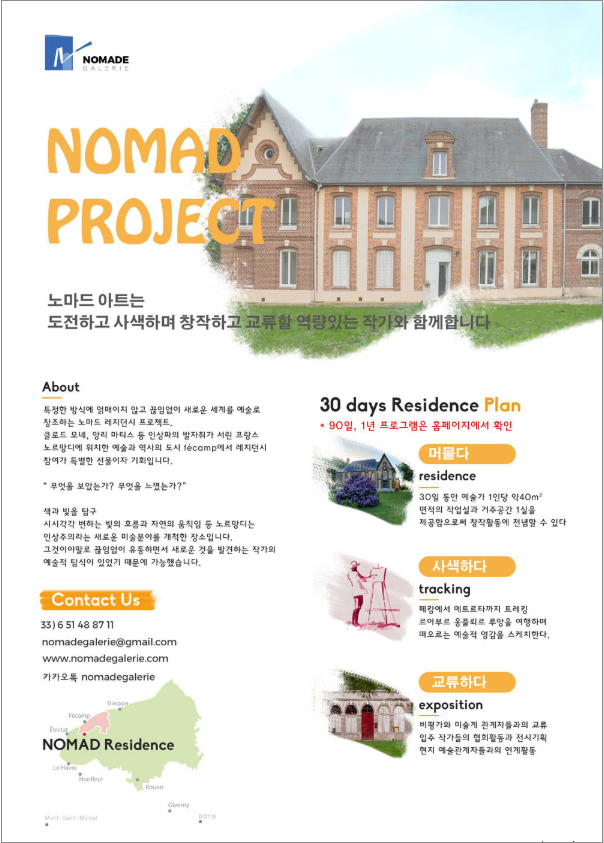 NOMADE
GALERIE
NOMAD
PROJECT
노마드 아트는
도전하고 사색하며 창작하고 교류할 역량있는 작가와 함께합니다
About
특정한 방식에 얽매이지 않고 끊임없이 새로운 세계를 예술로
창조하는 노마드 레지던시 프로젝트.
클로드 모네, 앙리 마티스 등 인상파의 발자취가 서린 프랑스
노르망디에 위치한 예술과 역사의 도시 fécamp에서 레지던시
참여가 특별한 선물이자 기회입니다.
" 무엇을 보았는가? 무엇을 느꼈는가?"
색과 빛을 탐구
시시각각 변하는 빛의 흐름과 자연의 움직임 등 노르망디는
인상주의라는 새로운 미술분야를 개척한 장소입니다.
그것이야말로 끊임없이 유동하면서 새로운 것을 발견하는 작가의
예술적 탐식이 있었기 때문에 가능했습니다.
Contact Us
33) 6 51 48 87 11
nomadegalerie@gmail.com
www.nomadegalerie.com
카카오톡 nomadegalerie
Dieppe
Fécamp
Étretat
NOMAD Residence
Le Havre
Honfleur
Rouen
Giverny
Mont-Saint-Michel
paris
30 days Residence Plan
* 90일, 1년 프로그램은 홈페이지에서 확인
머물다
residence
30일 동안 예술가 1인당 약40m²
면적의 작업실과 거주공간 1실을
제공함으로써 창작활동에 전념할 수 있다
사색하다
tracking
페캉에서 에트르타까지 트레킹
르아부르 옹플뢰르 루앙을 여행하며
떠오르는 예술적 영감을 스케치한다.
교류하다
exposition
비평가와 미술계 관계자들과의 교류
입주 작가들의 협회활동과 전시기획
현지 예술관계자들과의 연계활동